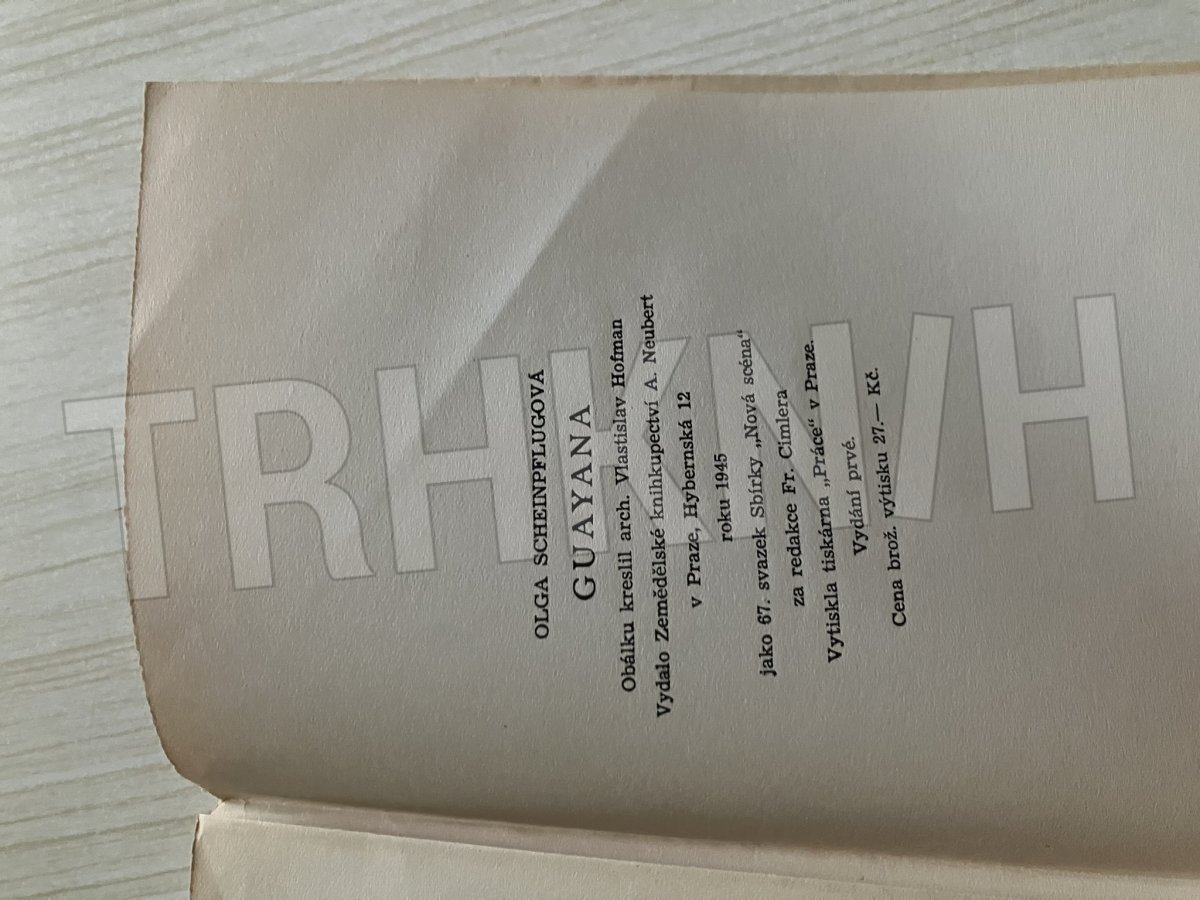 OLGA SCHEINPFLUGOVÁ
GUAYANA
Obálku kreslil arch. Vlastislav Hofman
Vydalo Zemědělské knihkupectví A. Neubert
v Praze, Hybernská 12
roku 1945
jako 67. svazek Sbírky „Nová scéna“
za redakce Fr. Cimlera
Vytiskla tiskárna „Práce“ v Praze.
Vydání prvé.
Cena brož. výtisku 27.— Kč.
TRHKNIH